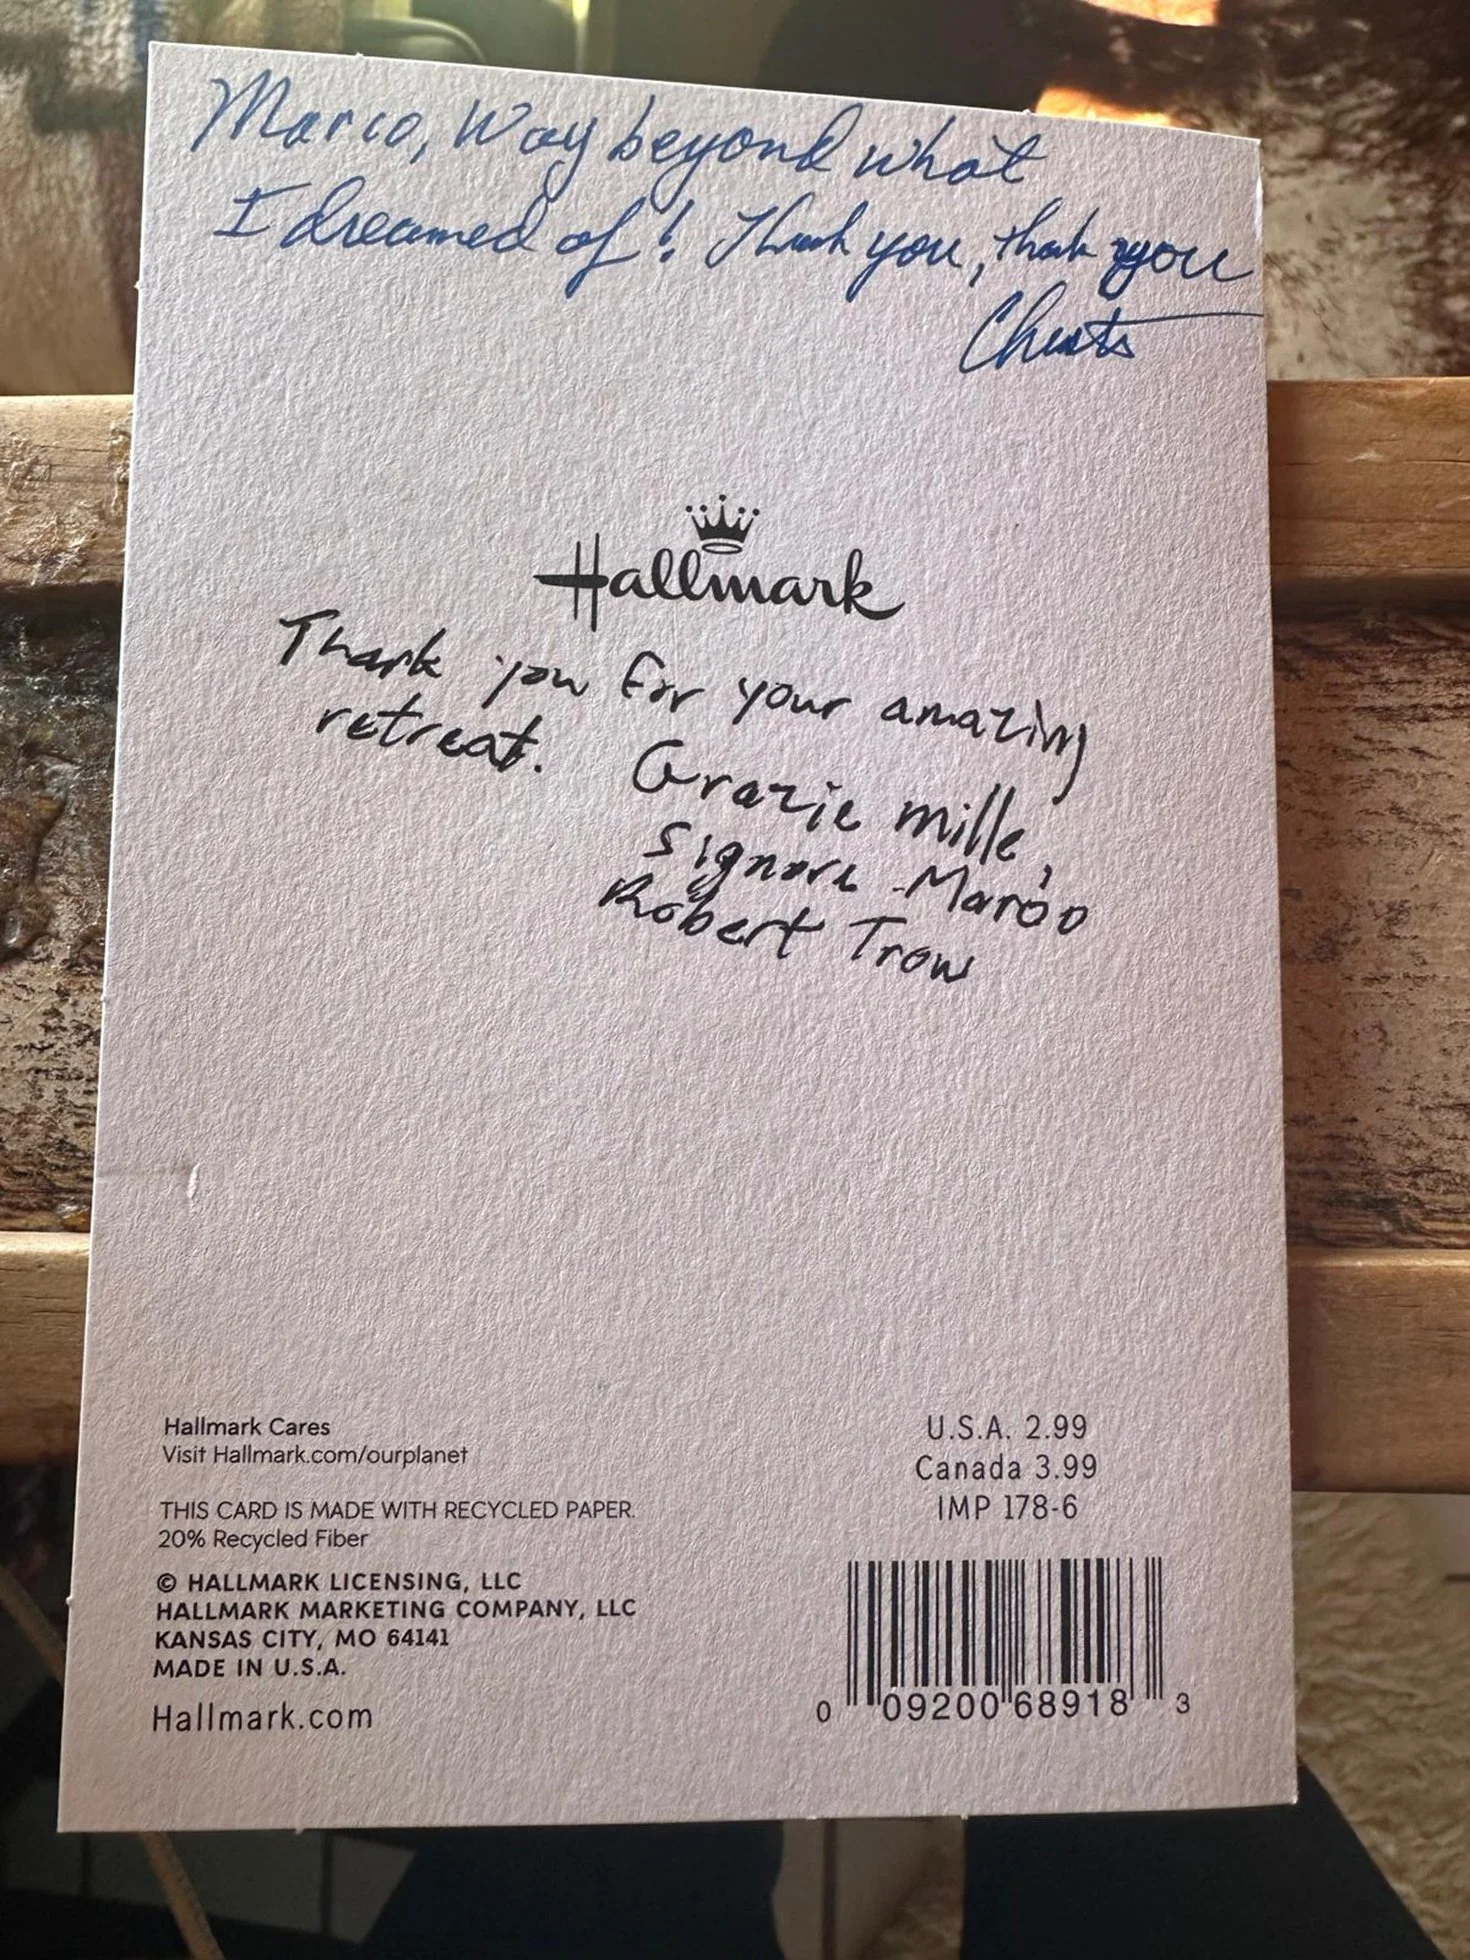 Marco, Way beyond what
I dreamed of! Thank you, thank you
Hallmark
Thank you for your amazing
retreat. Grazie mille,
Signore Marco
Robert Trow
Hallmark Cares
Visit Hallmark.com/ourplanet
THIS CARD IS MADE WITH RECYCLED PAPER.
20% Recycled Fiber
© HALLMARK LICENSING, LLC
HALLMARK MARKETING COMPANY, LLC
KANSAS CITY, MO 64141
MADE IN U.S.A.
Hallmark.com
U.S.A. 2.99
Canada 3.99
IMP 178-6
0 09200 68918 3